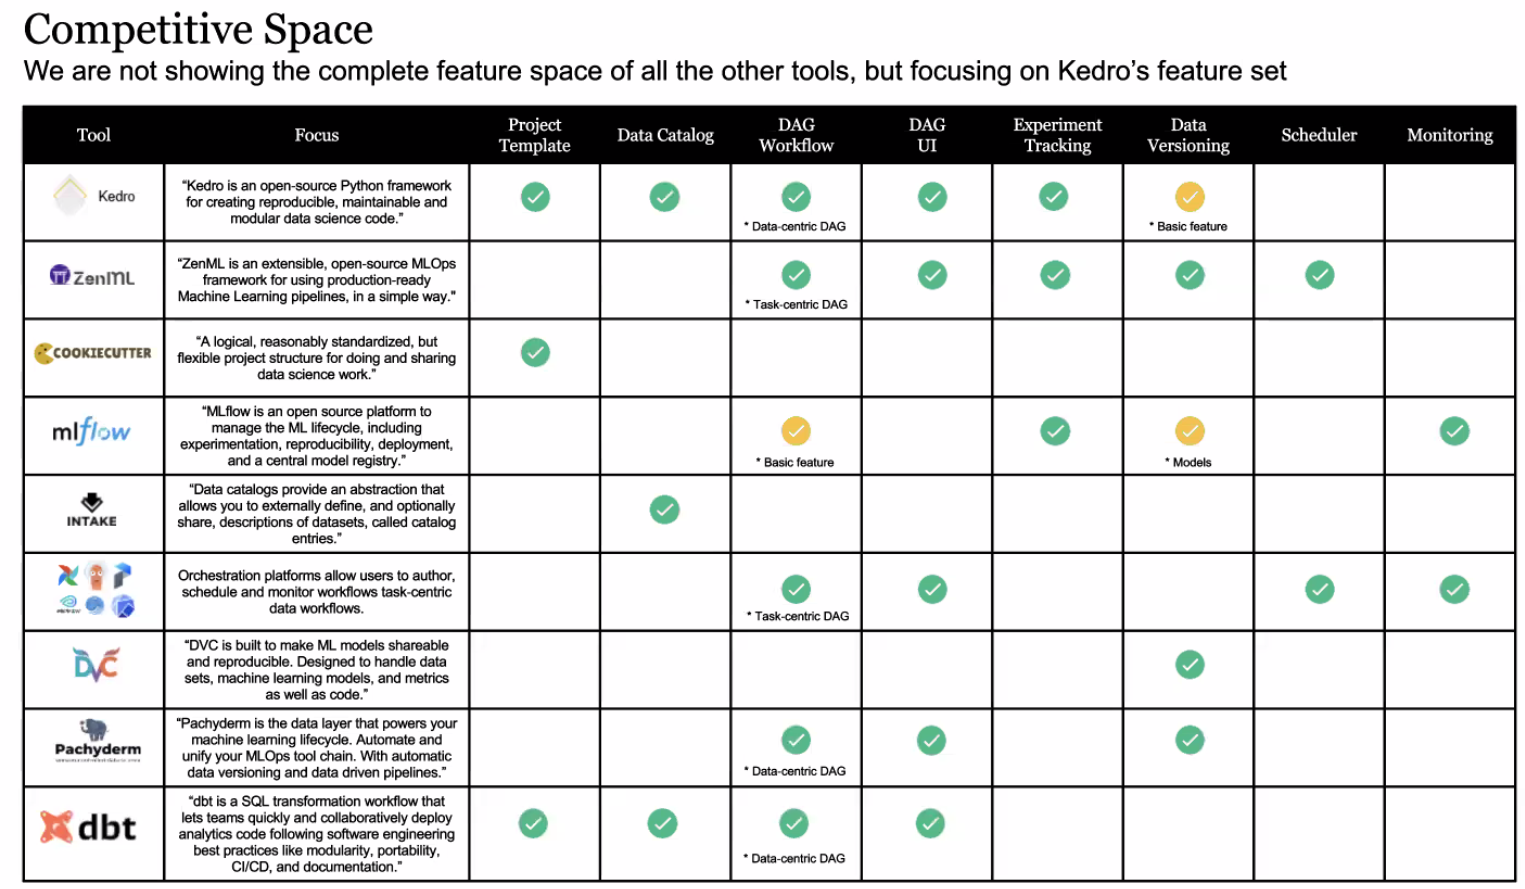 Competitive Space
We are not showing the complete feature space of all the other tools, but focusing on Kedro’s feature set
Tool
Focus
Project
Template
Data Catalog
DAG
Workflow
DAG
UI
Experiment
Tracking
Data
Versioning
Scheduler
Monitoring
Kedro
“Kedro is an open-source Python framework
for creating reproducible, maintainable and
modular data science code.”
* Data-centric DAG
* Basic feature
ZenML
“ZenML is an extensible, open-source MLOps
framework for using production-ready
Machine Learning pipelines, in a simple way."
* Task-centric DAG
COOKIECUTTER
“A logical, reasonably standardized, but
flexible project structure for doing and sharing
data science work.”
mlflow
“MLflow is an open source platform to
manage the ML lifecycle, including
experimentation, reproducibility, deployment,
and a central model registry.”
* Basic feature
* Models
INTAKE
“Data catalogs provide an abstraction that
allows you to externally define, and optionally
share, descriptions of datasets, called catalog
entries.”
Orchestration platforms allow users to author,
schedule and monitor workflows task-centric
data workflows.
* Task-centric DAG
DVC
“DVC is built to make ML models shareable
and reproducible. Designed to handle data
sets, machine learning models, and metrics
as well as code.”
Pachyderm
“Pachyderm is the data layer that powers your
machine learning lifecycle. Automate and
unify your MLOps tool chain. With automatic
data versioning and data driven pipelines.”
* Data-centric DAG
dbt
“dbt is a SQL transformation workflow that
lets teams quickly and collaboratively deploy
analytics code following software engineering
best practices like modularity, portability,
CI/CD, and documentation.”
* Data-centric DAG